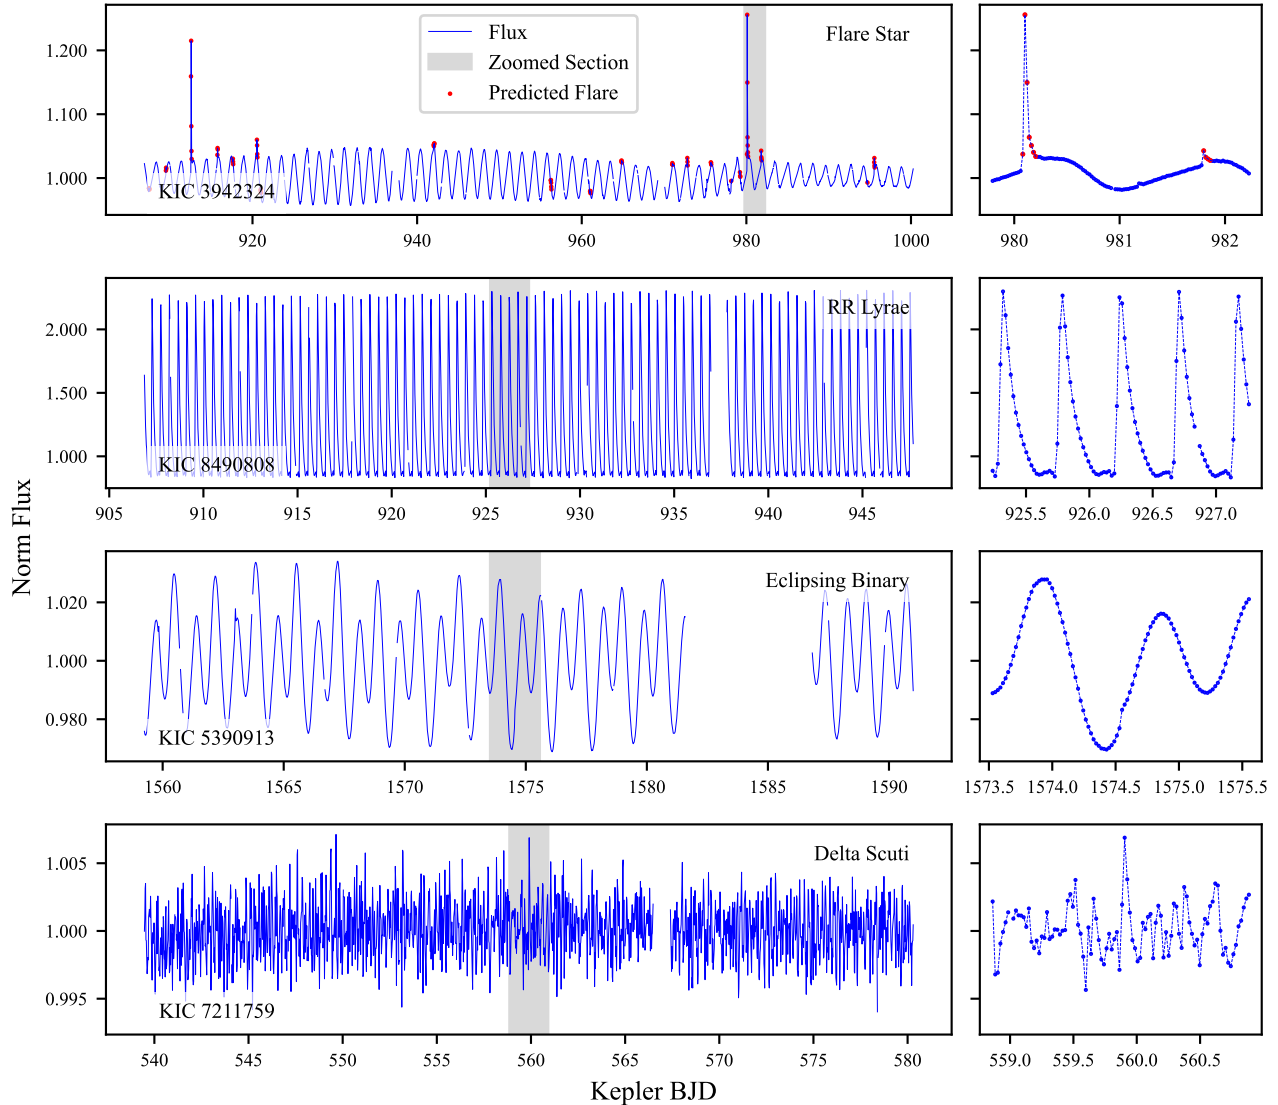 Flux
Zoomed Section
Predicted Flare
Flare Star
1.200
1.100
1.000
KIC 3942324
920 940 960 980 1000
980 981 982
RR Lyrae
2.000
1.500
1.000
KIC 8490808
905 910 915 920 925 930 935 940 945
925.5 926.0 926.5 927.0
Norm Flux
Eclipsing Binary
1.020
1.000
0.980
KIC 5390913
1560 1565 1570 1575 1580 1585 1590
1573.5 1574.0 1574.5 1575.0 1575.5
Delta Scuti
1.005
1.000
0.995
KIC 7211759
540 545 550 555 560 565 570 575 580
559.0 559.5 560.0 560.5
Kepler BJD